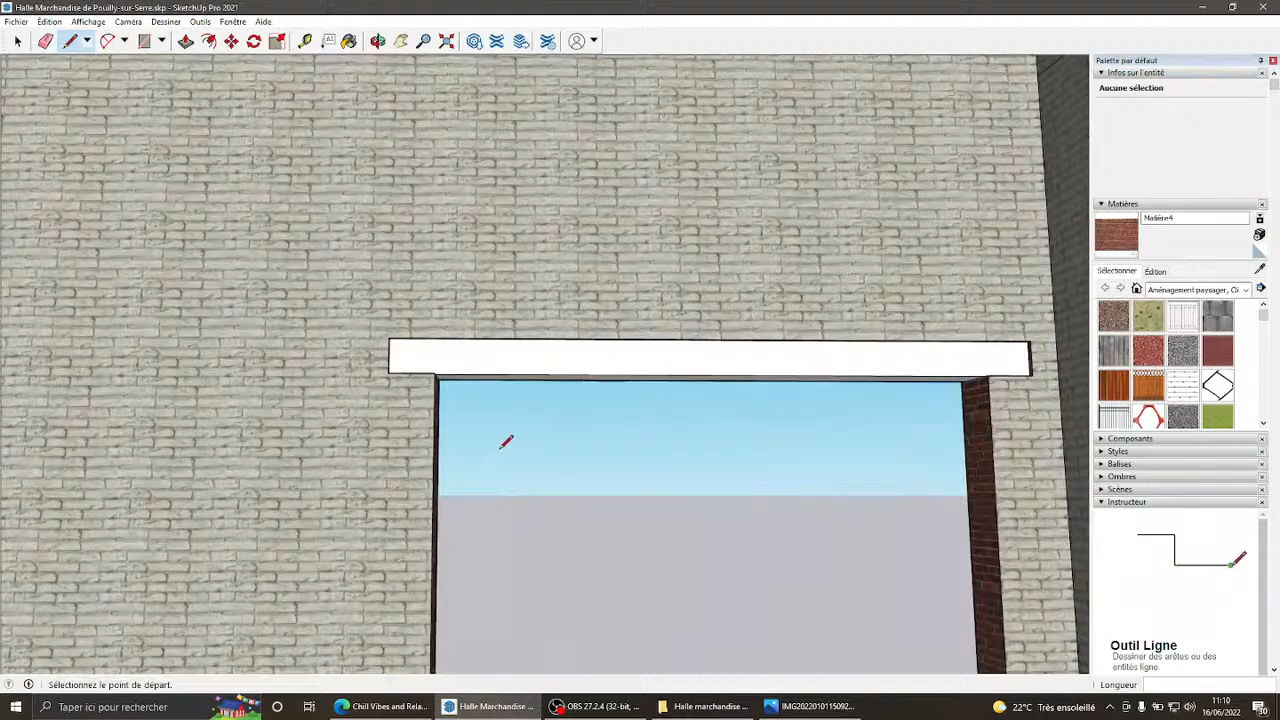 Halle Marchandise de Pouilly-sur-Serre.skp - SketchUp Pro 2021
Fichier Édition Affichage Caméra Dessiner Outils Fenêtre Aide
Palette par défaut
Infos sur l'entité
Aucune sélection
Matières
Matière4
Sélectionner Édition
Aménagement paysager, Cl
Composants
Styles
Balises
Ombres
Scènes
Instructeur
Outil Ligne
Dessiner des arêtes ou des
entités ligne.
Sélectionnez le point de départ.
Longueur
Taper ici pour rechercher
Chill Vibes and Rela...
Halle Marchandise ...
OBS 27.2.4 (32-bit, ...
Halle marchandise ...
IMG2022010115092...
22°C Très ensoleillé
11:10
16/06/2022